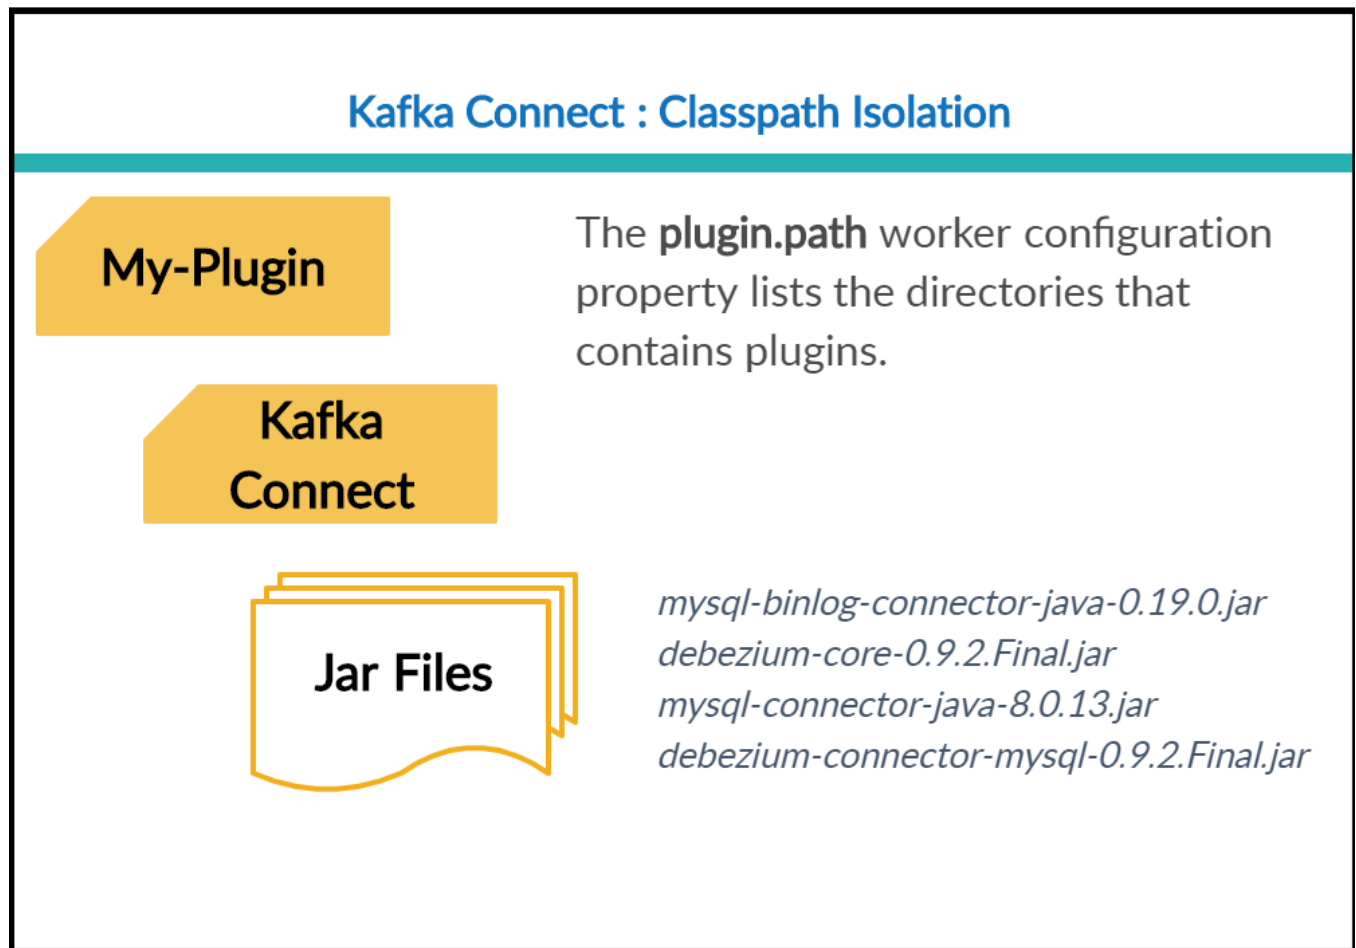 Kafka Connect : Classpath Isolation
My-Plugin
The plugin.path worker configuration
property lists the directories that
contains plugins.
Kafka
Connect
Jar Files
mysql-binlog-connector-java-0.19.0.jar
debezium-core-0.9.2.Final.jar
mysql-connector-java-8.0.13.jar
debezium-connector-mysql-0.9.2.Final.jar